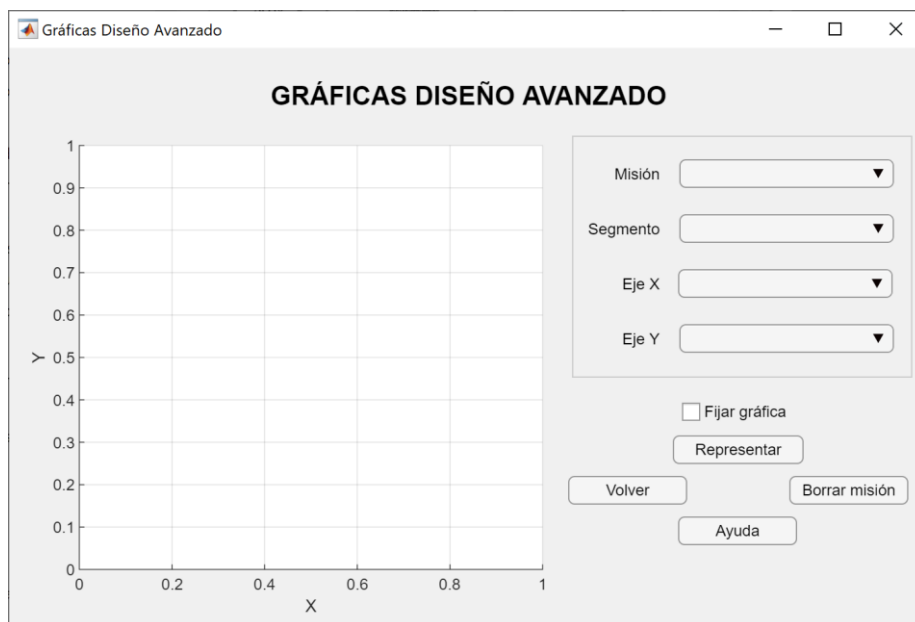 Gráficas Diseño Avanzado
GRÁFICAS DISEÑO AVANZADO
1
0.9
0.8
0.7
0.6
0.5
0.4
0.3
0.2
0.1
0
Y
0 0.2 0.4 0.6 0.8 1
X
Misión
Segmento
Eje X
Eje Y
Fijar gráfica
Representar
Volver Borrar misión
Ayuda